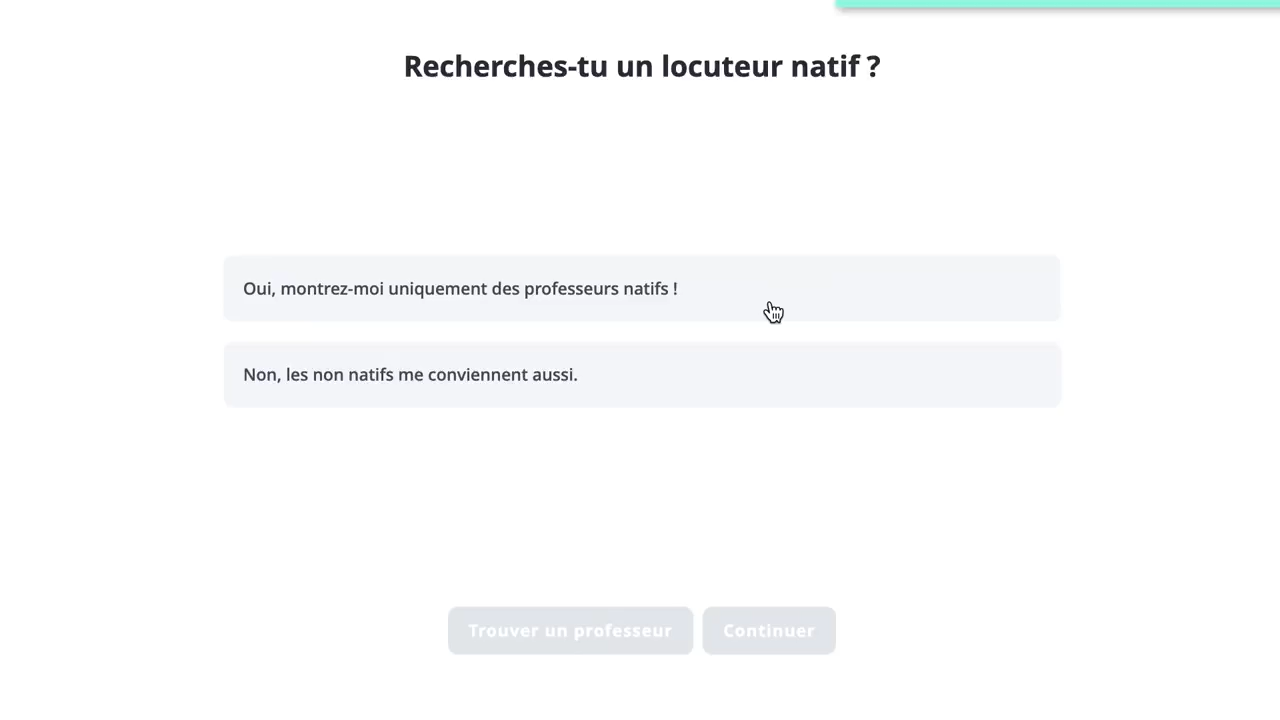 Recherches-tu un locuteur natif ?
Oui, montrez-moi uniquement des professeurs natifs !
Non, les non natifs me conviennent aussi.
Trouver un professeur
Continuer